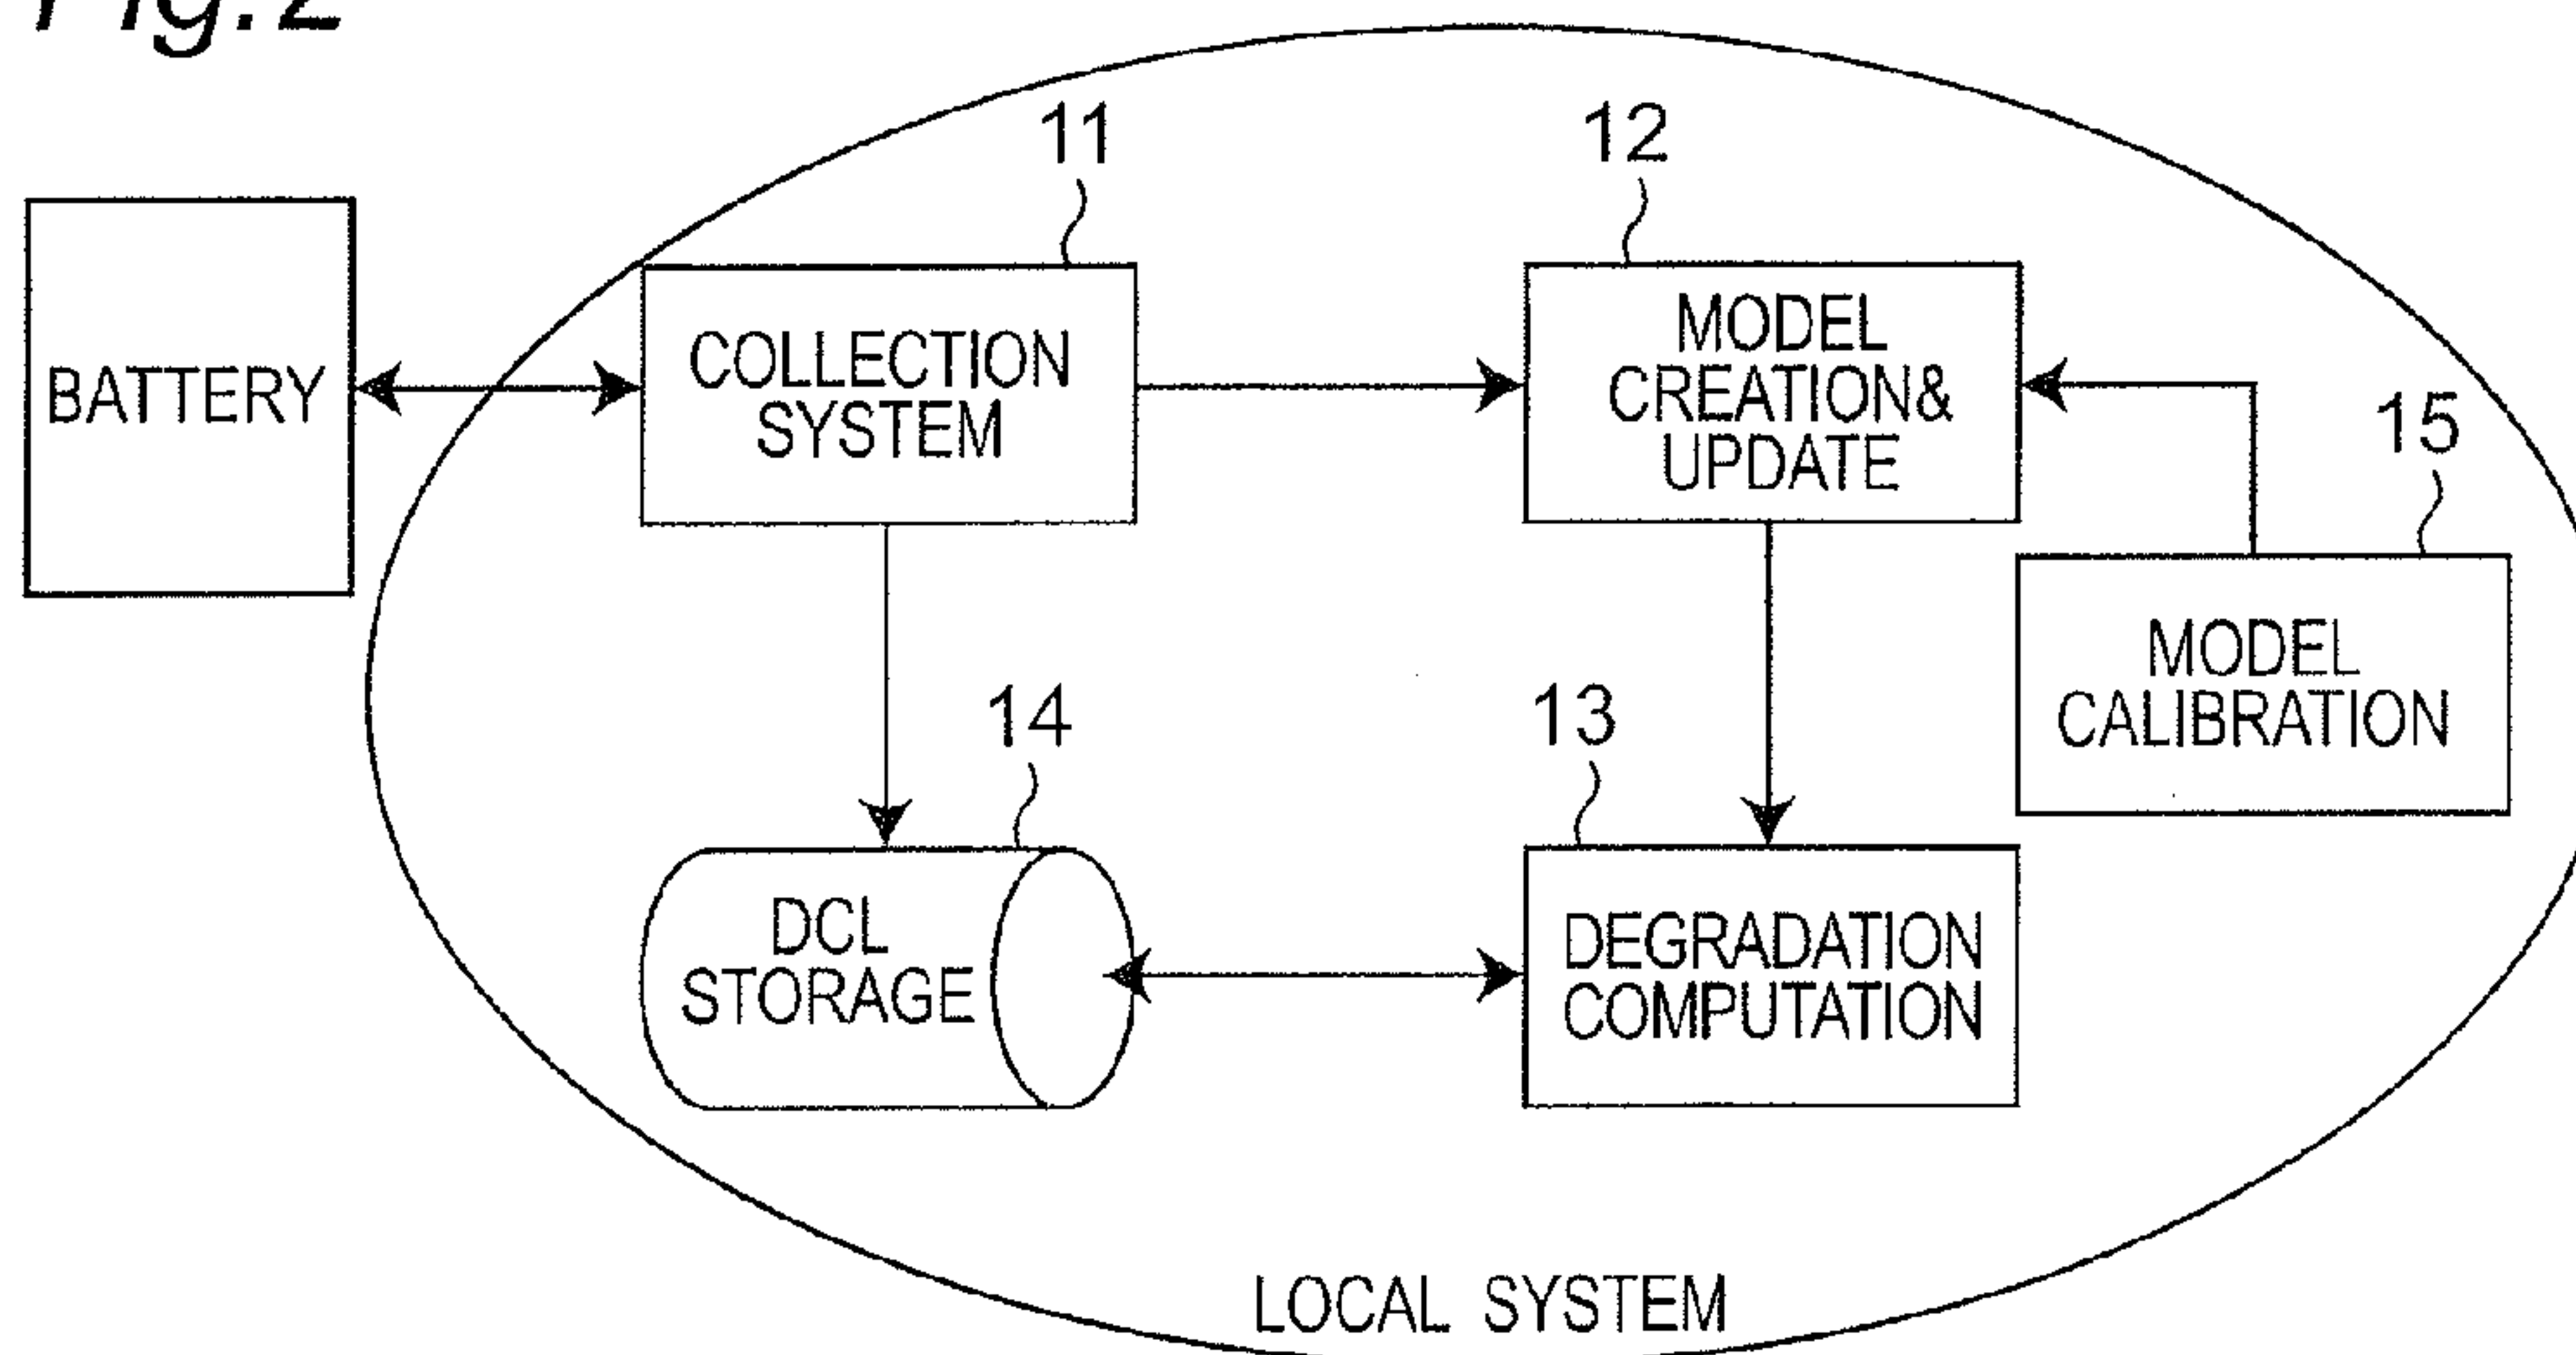 Fig.2
11
12
BATTERY
COLLECTION
SYSTEM
MODEL
CREATION&
UPDATE
15
MODEL
CALIBRATION
14
13
DCL
STORAGE
DEGRADATION
COMPUTATION
LOCAL SYSTEM